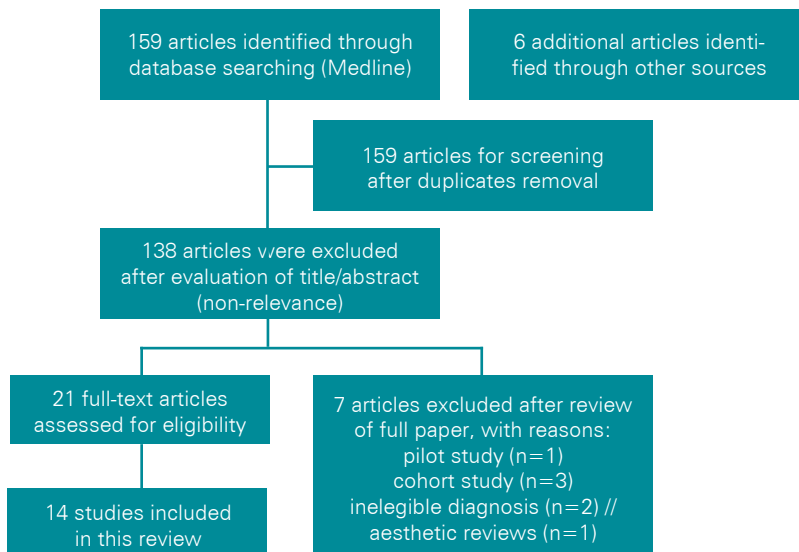 159 articles identified through
database searching (Medline)
6 additional articles identi-
fied through other sources
159 articles for screening
after duplicates removal
138 articles were excluded
after evaluation of title/abstract
(non-relevance)
21 full-text articles
assessed for eligibility
7 articles excluded after review
of full paper, with reasons:
pilot study (n=1)
cohort study (n=3)
inelegible diagnosis (n=2) //
aesthetic reviews (n=1)
14 studies included
in this review